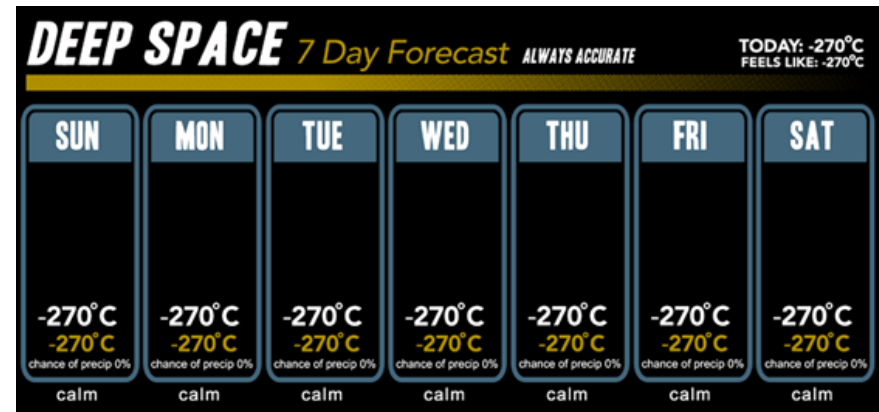 DEEP SPACE 7 Day Forecast ALWAYS ACCURATE
TODAY: -270°C
FEELS LIKE: -270°C
SUN MON TUE WED THU FRI SAT
-270°C -270°C -270°C -270°C -270°C -270°C -270°C
-270°C -270°C -270°C -270°C -270°C -270°C -270°C
chance of precip 0% chance of precip 0% chance of precip 0% chance of precip 0% chance of precip 0% chance of precip 0% chance of precip 0%
calm calm calm calm calm calm calm